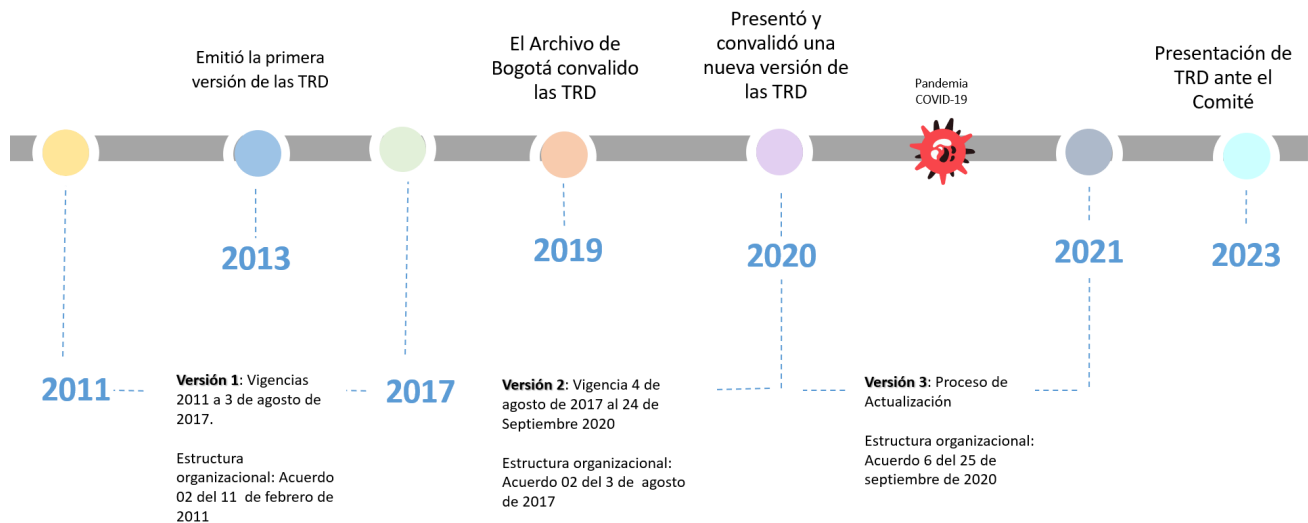 Emitió la primera
versión de las TRD
El Archivo de
Bogotá convalido
las TRD
Presentó y
convalidó una
nueva versión de
las TRD
Pandemia
COVID-19
Presentación de
TRD ante el
Comité
2013
2019
2020
2021
2023
2011
Versión 1: Vigencias
2011 a 3 de agosto de
2017.
Estructura
organizacional: Acuerdo
02 del 11 de febrero de
2011
2017
Versión 2: Vigencia 4 de
agosto de 2017 al 24 de
Septiembre 2020
Estructura organizacional:
Acuerdo 02 del 3 de agosto
de 2017
Versión 3: Proceso de
Actualización
Estructura organizacional:
Acuerdo 6 del 25 de
septiembre de 2020